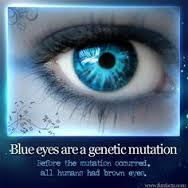 Blue eyes are a genetic mutation
Before the mutation occurred,
all humans had brown eyes.